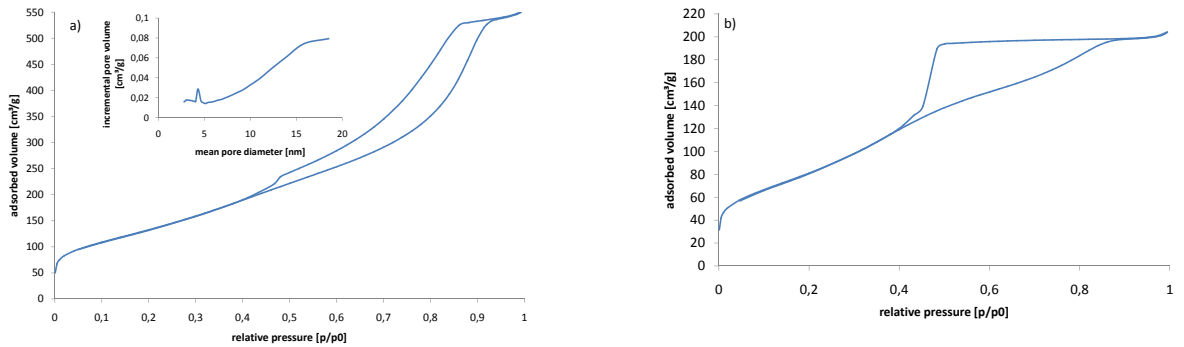 a)
adsorbed volume [cm³/g]
550
500
450
400
350
300
250
200
150
100
50
0
0 0,1 0,2 0,3 0,4 0,5 0,6 0,7 0,8 0,9 1
relative pressure [p/p0]
incremental pore volume
[cm³/g]
0,1
0,08
0,06
0,04
0,02
0
0 5 10 15 20
mean pore diameter [nm]
b)
adsorbed volume [cm³/g]
220
200
180
160
140
120
100
80
60
40
20
0
0 0,2 0,4 0,6 0,8 1
relative pressure [p/p0]